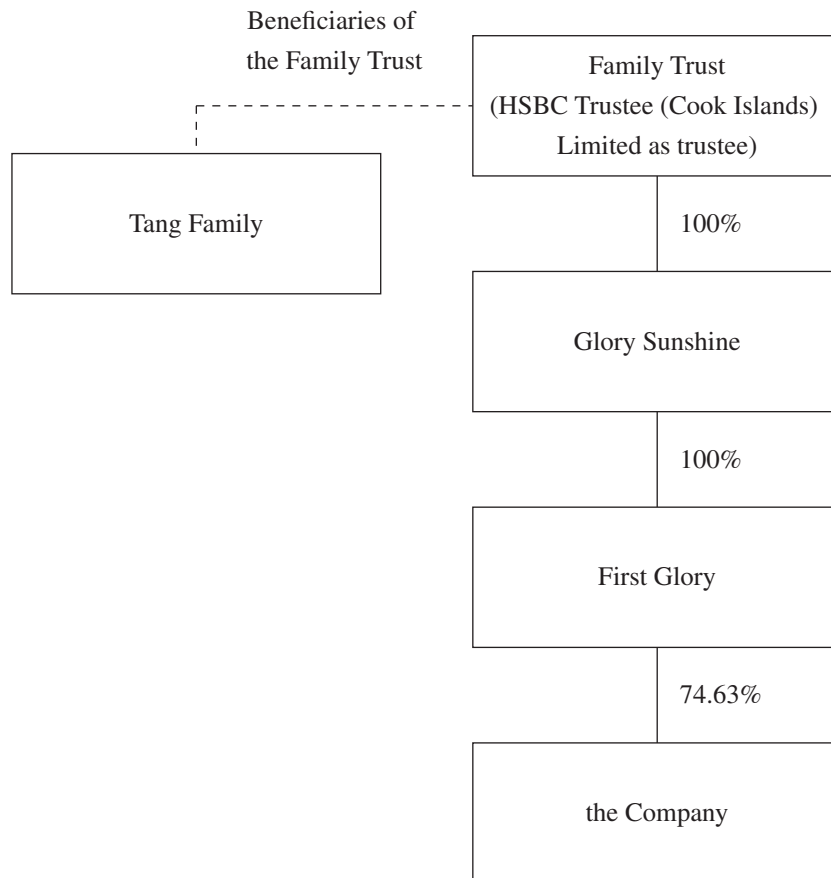 Beneficiaries of
the Family Trust
Family Trust
(HSBC Trustee (Cook Islands)
Limited as trustee)
Tang Family
100%
Glory Sunshine
100%
First Glory
74.63%
the Company